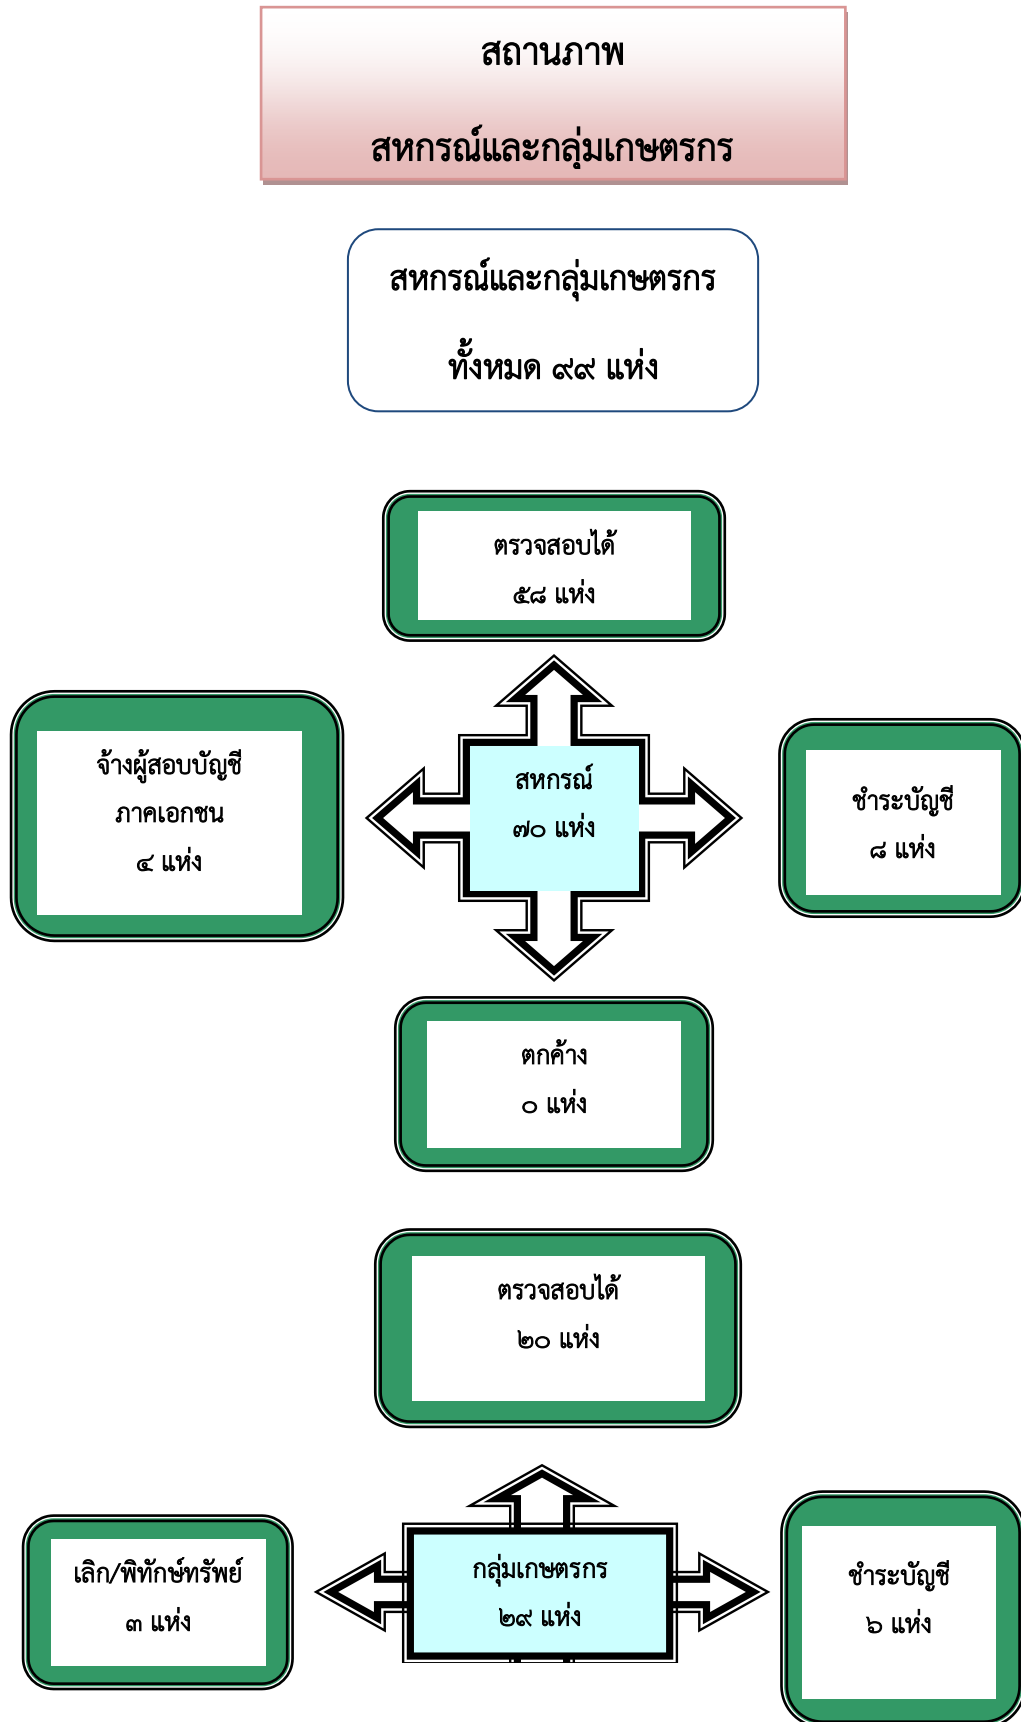 สถานภาพ
สหกรณ์และกลุ่มเกษตรกร
สหกรณ์และกลุ่มเกษตรกร
ทั้งหมด ๙๙ แห่ง
ตรวจสอบได้
๕๘ แห่ง
จ้างผู้สอบบัญชี
ภาคเอกชน
๔ แห่ง
สหกรณ์
๗๐ แห่ง
ชำระบัญชี
๘ แห่ง
ตกค้าง
๐ แห่ง
ตรวจสอบได้
๒๐ แห่ง
เลิก/พิทักษ์ทรัพย์
๓ แห่ง
กลุ่มเกษตรกร
๒๙ แห่ง
ชำระบัญชี
๖ แห่ง